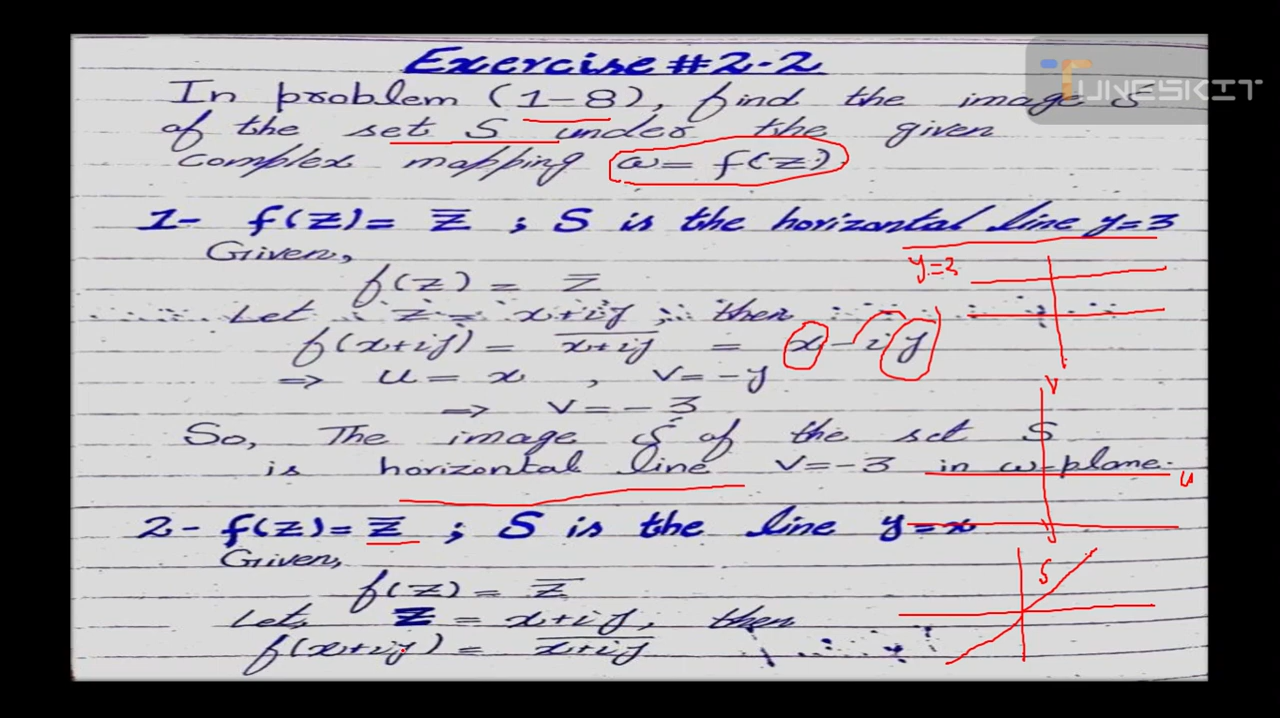 TUNESKIT
Exercise #2-2
In problem (1-8), find the image S'
of the set S under the given
complex mapping ω = f(z)
1- f(z) = z̅ ; S is the horizontal line y=3
Given,
y=3
f(z) = z̅
Let z = x+iy, then
f(x+iy) = x̅+̅i̅y̅ = x - iy
⇒ u = x , v = -y
v
⇒ v = -3
So, The image S' of the set S
is horizontal line v=-3 in ω-plane.
u
2- f(z) = z̅ ; S is the line y=x
Given,
S
f(z) = z̅
Let, z = x+iy, then
f(x+iy) = x̅+̅i̅y̅